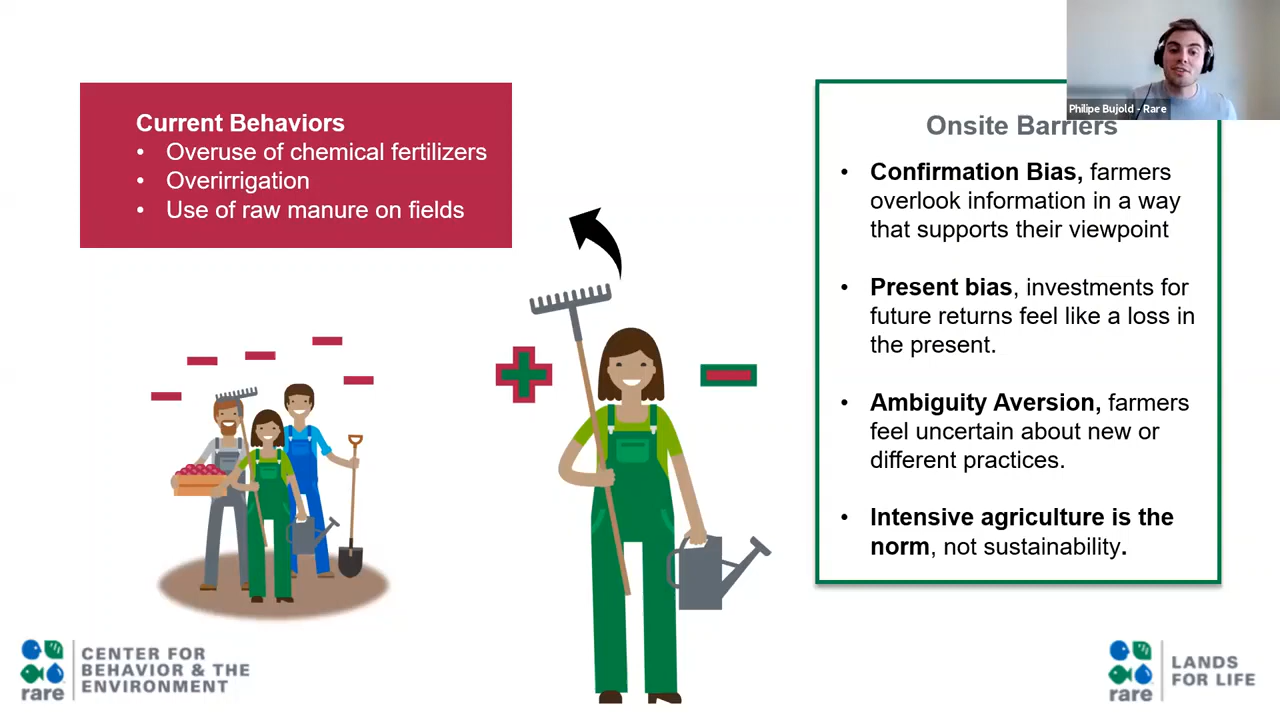 Philipe Bujold - Rare
Current Behaviors
• Overuse of chemical fertilizers
• Overirrigation
• Use of raw manure on fields
Onsite Barriers
• Confirmation Bias, farmers
overlook information in a way
that supports their viewpoint
• Present bias, investments for
future returns feel like a loss in
the present.
• Ambiguity Aversion, farmers
feel uncertain about new or
different practices.
• Intensive agriculture is the
norm, not sustainability.
rare
CENTER FOR
BEHAVIOR & THE
ENVIRONMENT
rare
LANDS
FOR LIFE